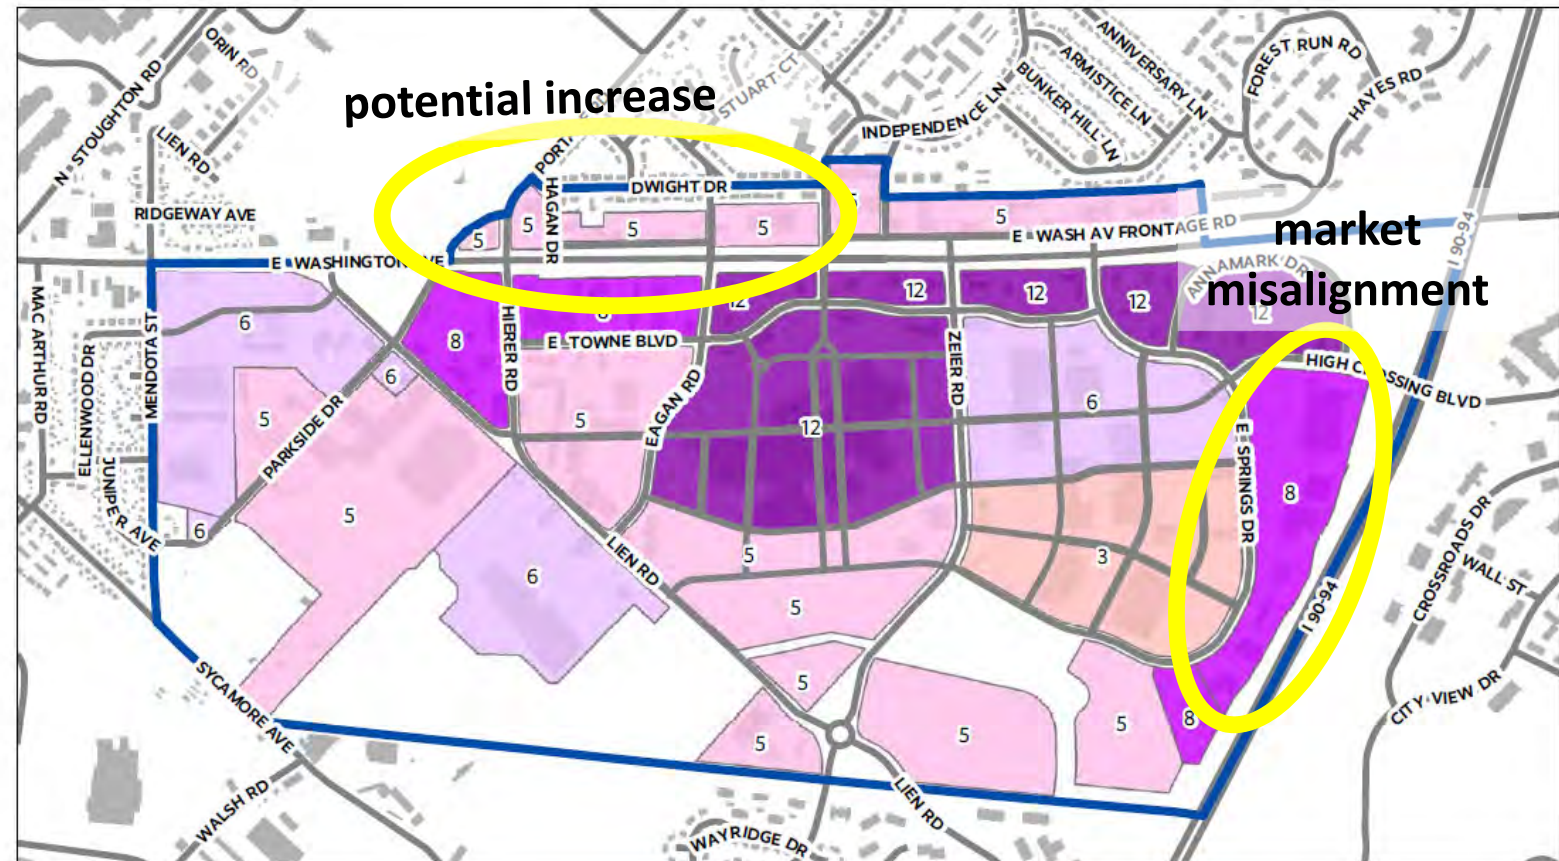 ORIN RD
N STOUGHTON RD
LIEN RD
RIDGEWAY AVE
potential increase
STUART CT
INDEPENDENCE LN
ANNIVERSARY LN
ARMISTICE LN
BUNKER HILL LN
FOREST RUN RD
HAYES RD
HAGAN DR
DWIGHT DR
5
5
5
5
5
E WASHINGTON AVE
E WASH AV FRONTAGE RD
I 90-94
market
misalignment
ANNAMARK DR
MAC ARTHUR RD
MENDOTA ST
ELLENWOOD DR
JUNIPER AVE
6
8
THIERER RD
E TOWNE BLVD
12
12
12
12
12
ZEIER RD
HIGH CROSSING BLVD
6
5
PARKSIDE DR
5
EAGAN RD
12
6
E SPRINGS DR
8
5
6
LIEN RD
6
5
3
5
I 90-94
CROSSROADS DR
WALL ST
CITY VIEW DR
SYCAMORE AVE
5
5
5
5
8
WALSH RD
LIEN RD
WAYRIDGE DR